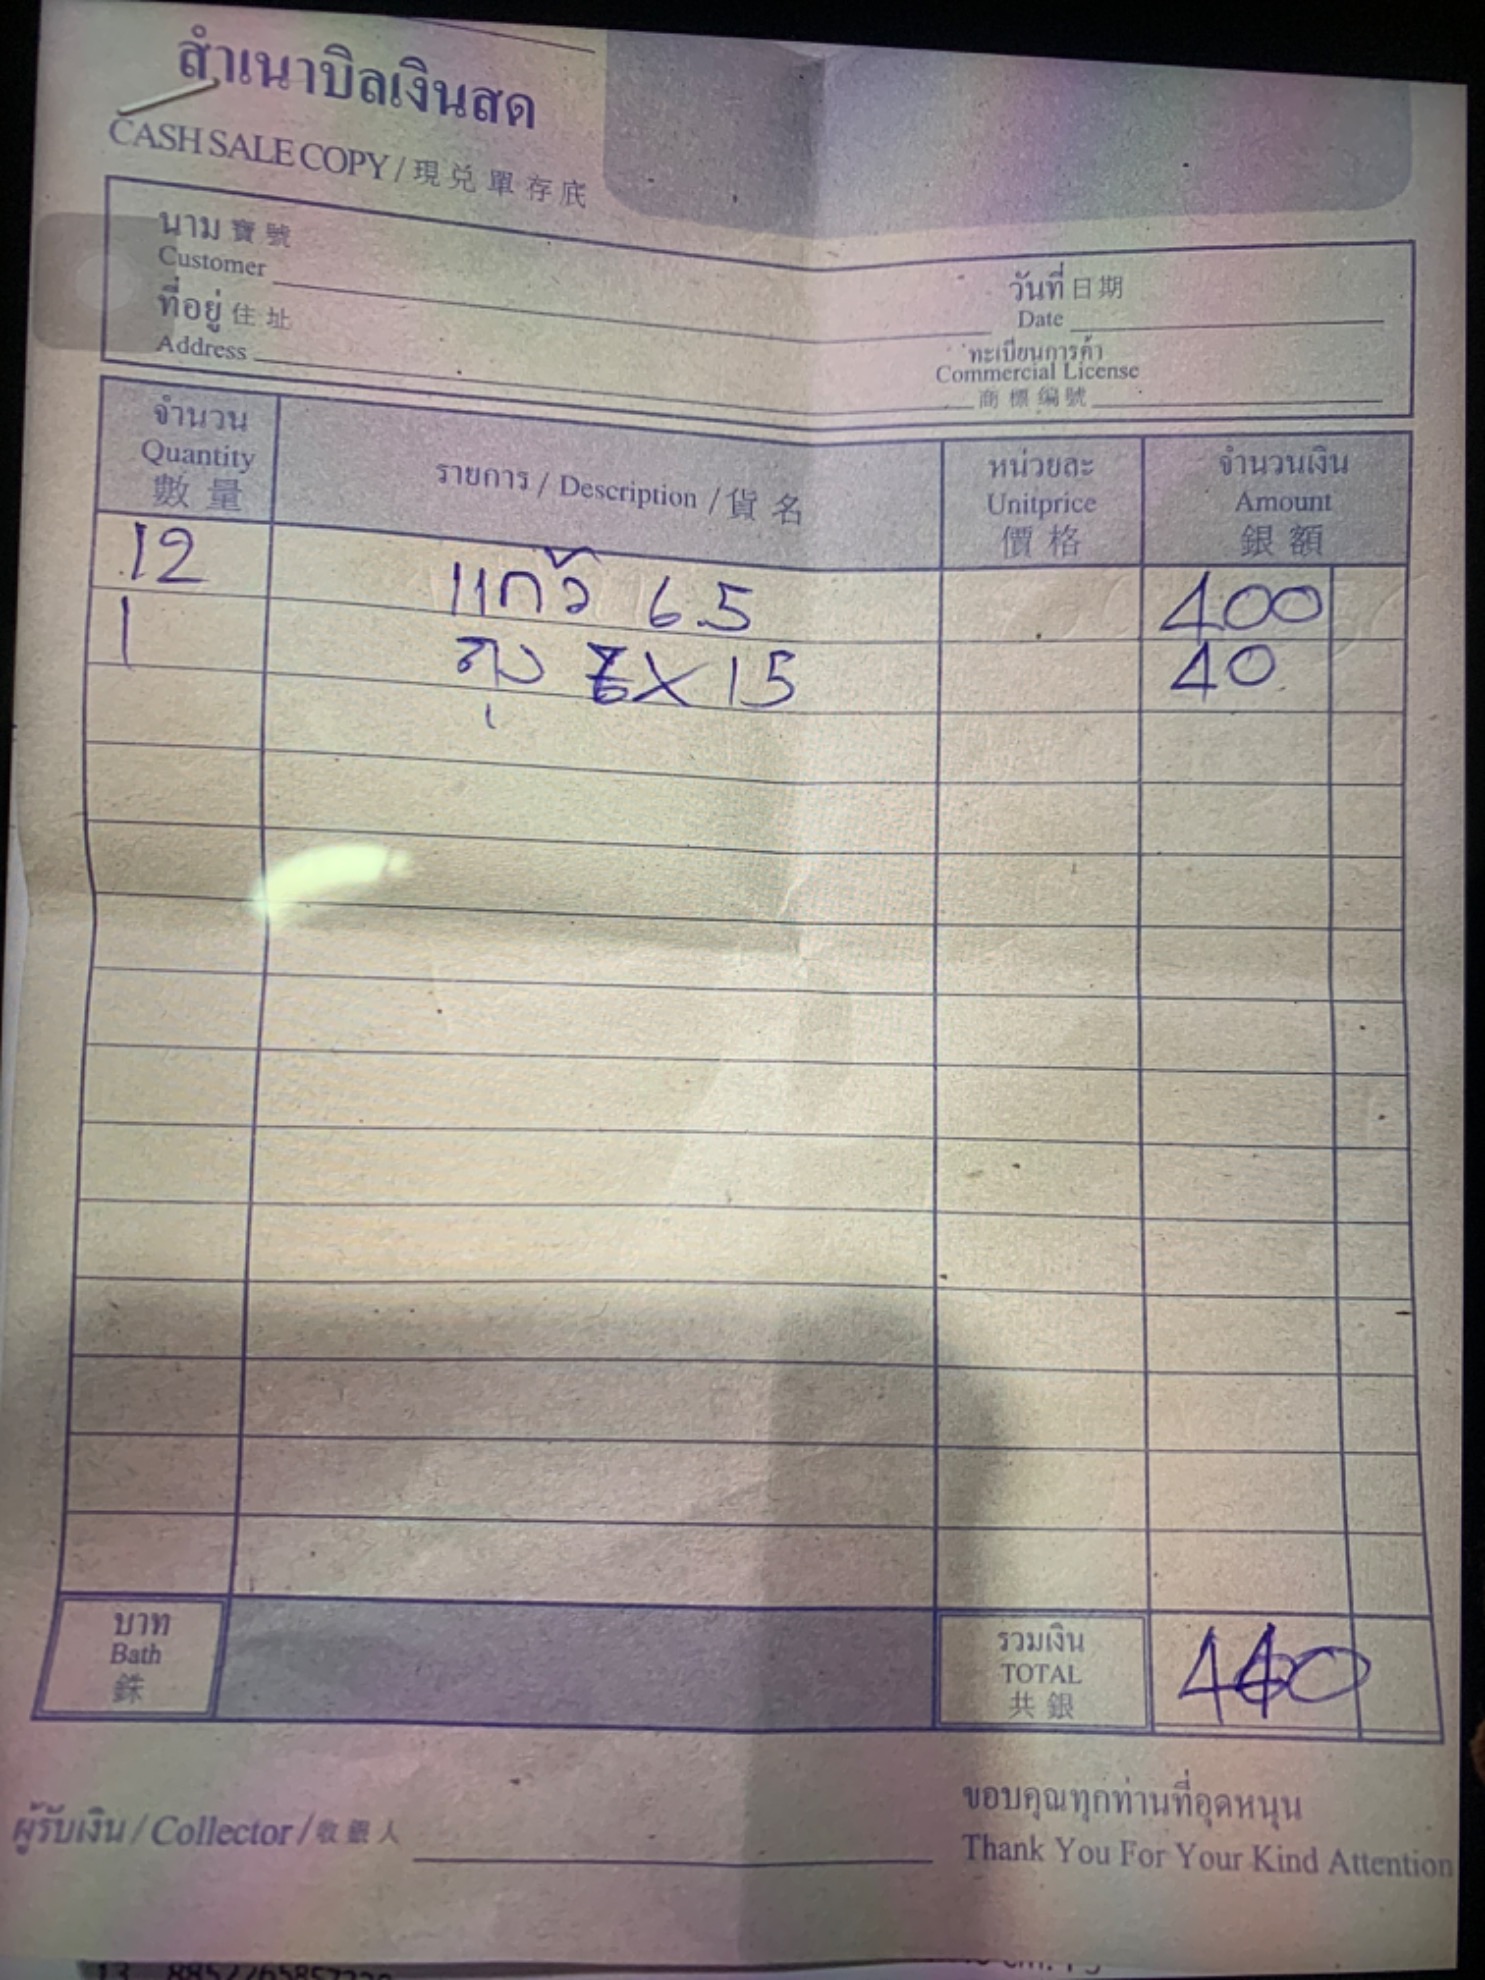 สำเนาบิลเงินสด
CASH SALE COPY / 現兌單存底
นาม 寶號
Customer
ที่อยู่ 住址
Address
วันที่ 日期
Date
ทะเบียนการค้า
Commercial License
商標編號
จำนวน
Quantity
數量
รายการ / Description / 貨名
หน่วยละ
Unitprice
價格
จำนวนเงิน
Amount
銀額
12 แก้ว 6.5 400
1 ถุง 6X15 40
บาท
Bath
銖
รวมเงิน
TOTAL
共銀
440
ผู้รับเงิน / Collector / 收銀人
ขอบคุณทุกท่านที่อุดหนุน
Thank You For Your Kind Attention